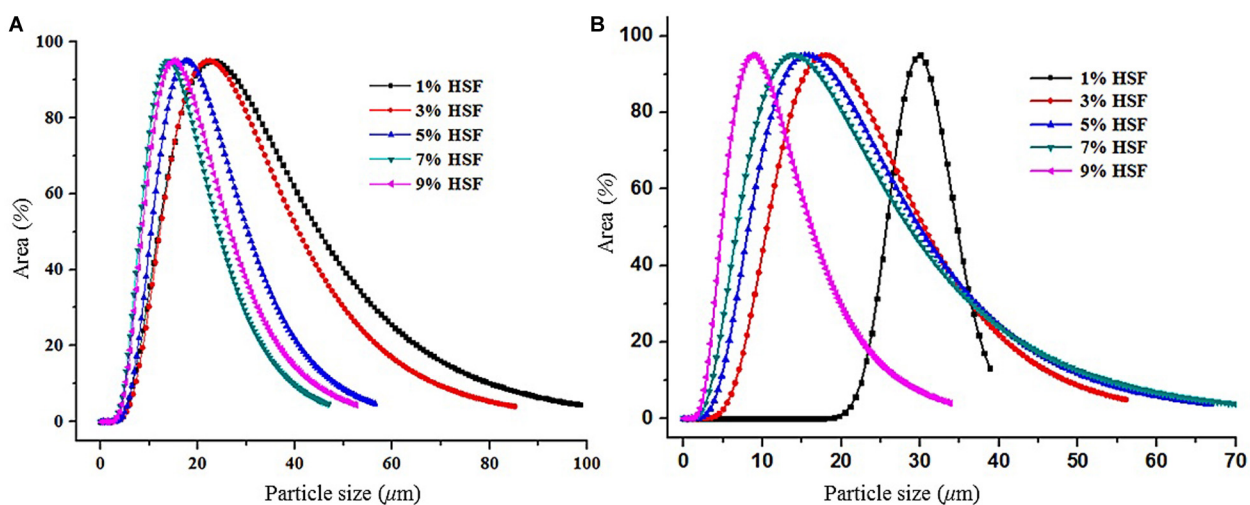 A
100
80
60
40
20
0
Area (%)
0 20 40 60 80 100
Particle size (µm)
1% HSF
3% HSF
5% HSF
7% HSF
9% HSF
B
100
80
60
40
20
0
Area (%)
0 10 20 30 40 50 60 70
Particle size (µm)
1% HSF
3% HSF
5% HSF
7% HSF
9% HSF